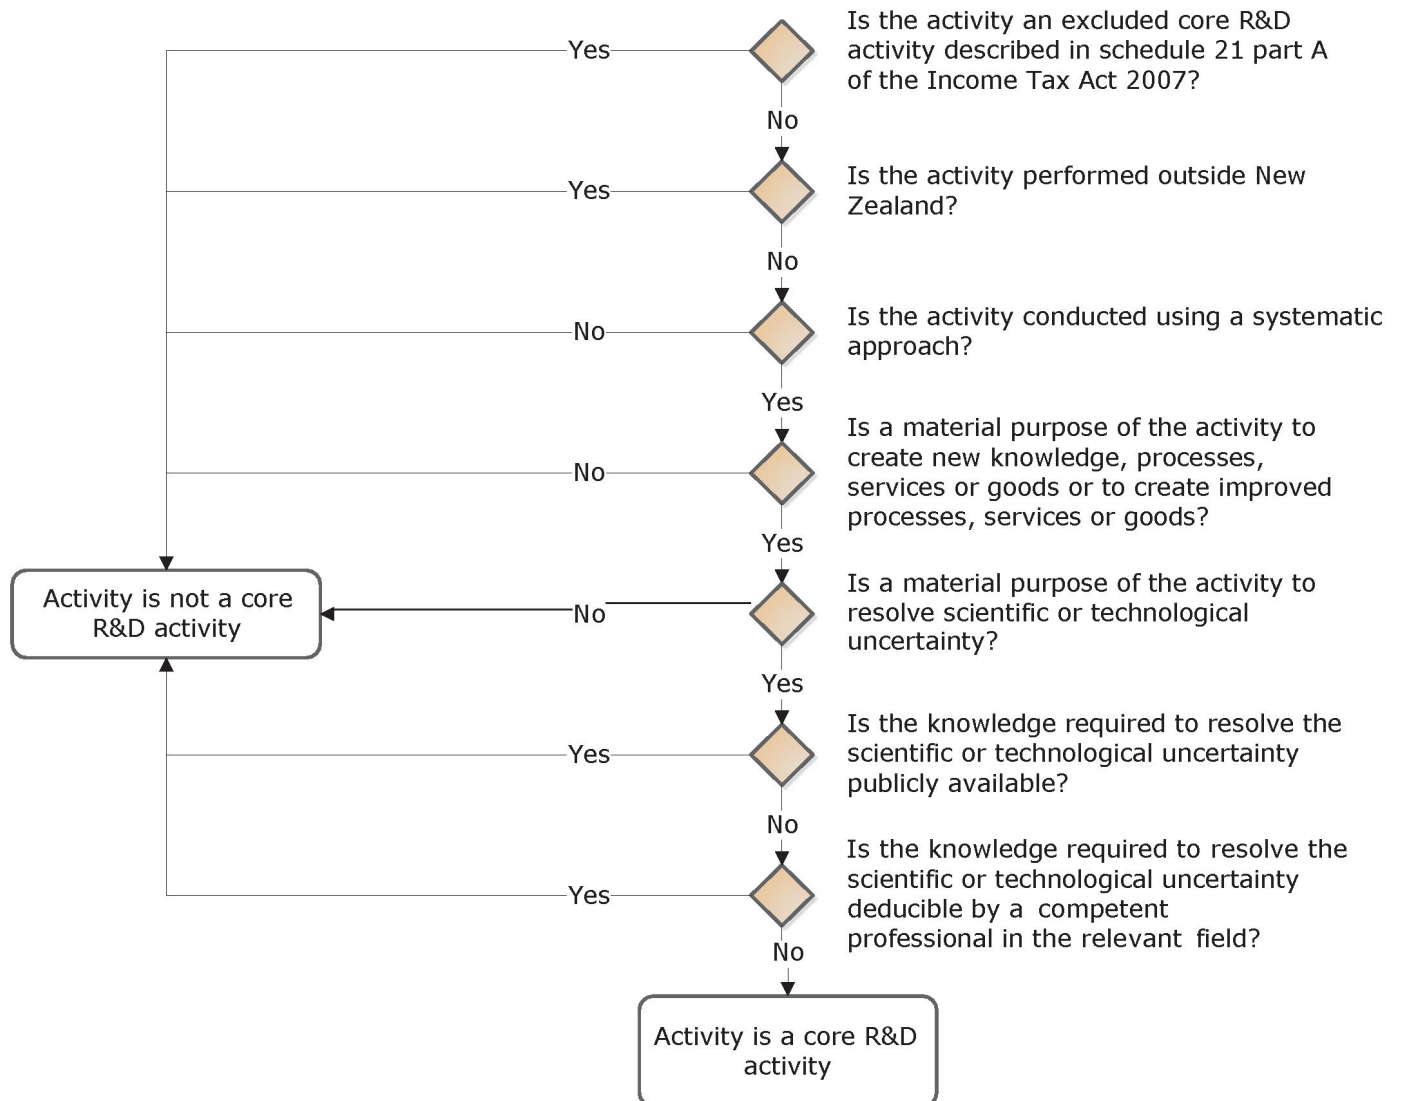 Is the activity an excluded core R&D
activity described in schedule 21 part A
of the Income Tax Act 2007?
Yes
No
Is the activity performed outside New
Zealand?
Yes
No
Is the activity conducted using a systematic
approach?
No
Yes
Is a material purpose of the activity to
create new knowledge, processes,
services or goods or to create improved
processes, services or goods?
No
Yes
Is a material purpose of the activity to
resolve scientific or technological
uncertainty?
No
Activity is not a core
R&D activity
Yes
Is the knowledge required to resolve the
scientific or technological uncertainty
publicly available?
Yes
No
Is the knowledge required to resolve the
scientific or technological uncertainty
deducible by a competent
professional in the relevant field?
Yes
No
Activity is a core R&D
activity